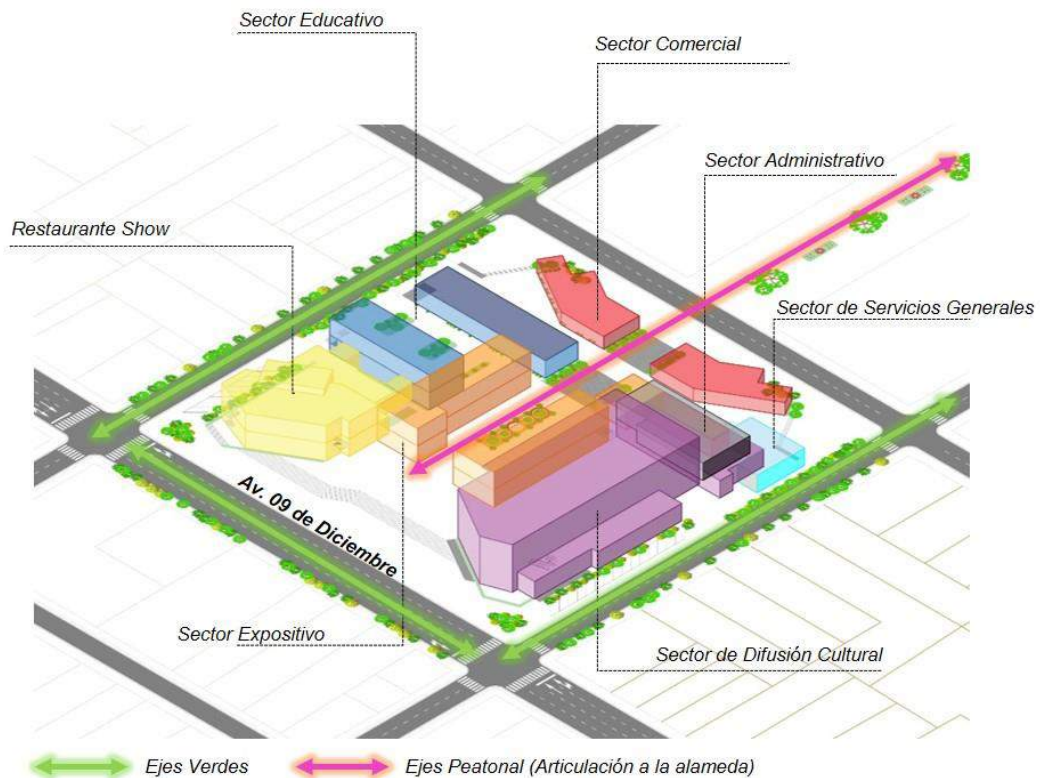 Sector Educativo
Sector Comercial
Sector Administrativo
Restaurante Show
Sector de Servicios Generales
Av. 09 de Diciembre
Sector Expositivo
Sector de Difusión Cultural
Ejes Verdes
Ejes Peatonal (Articulación a la alameda)